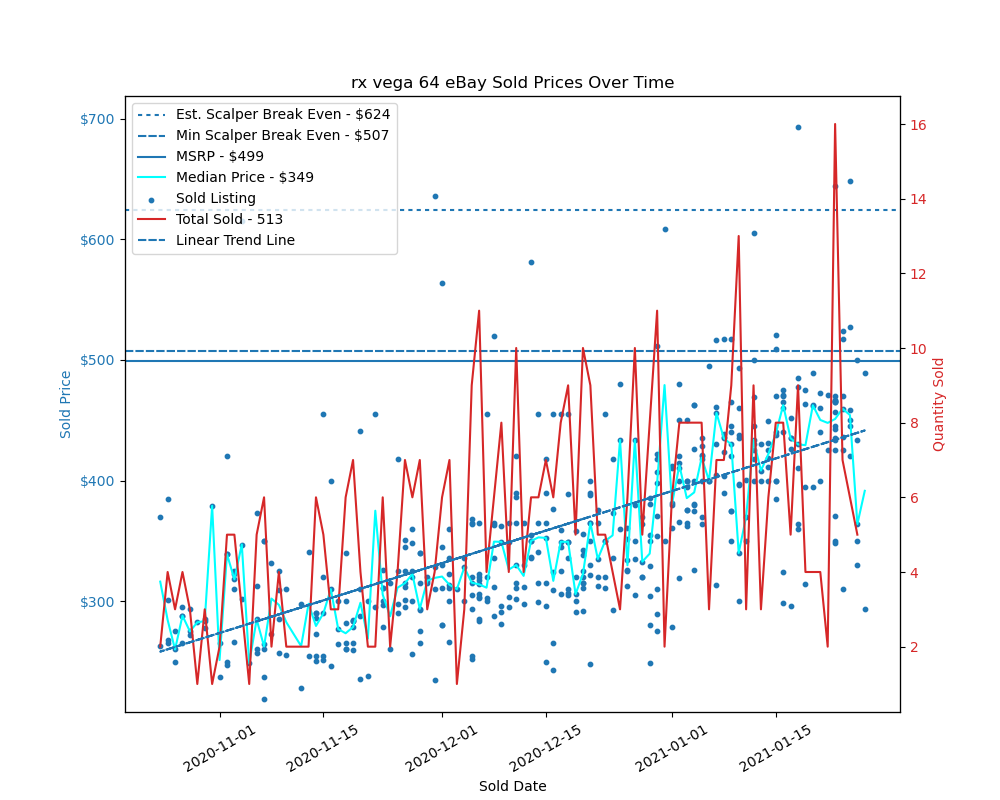 rx vega 64 eBay Sold Prices Over Time
Est. Scalper Break Even - $624
Min Scalper Break Even - $507
MSRP - $499
Median Price - $349
Sold Listing
Total Sold - 513
Linear Trend Line
$700
$600
$500
$400
$300
Sold Price
16
14
12
10
8
6
4
2
Quantity Sold
2020-11-01
2020-11-15
2020-12-01
2020-12-15
2021-01-01
2021-01-15
Sold Date